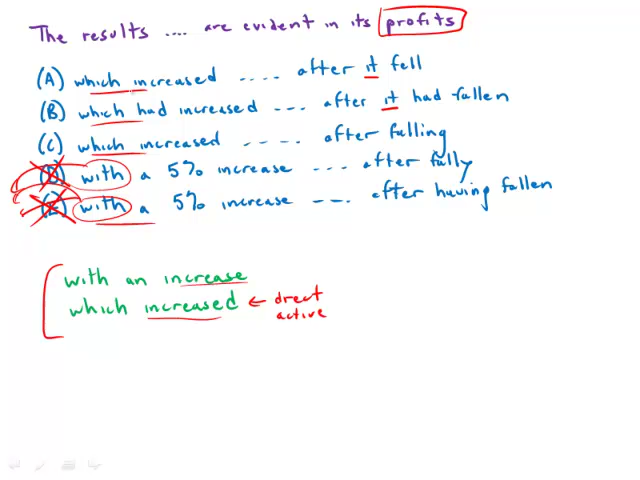 The results .... are evident in its profits
(A) which increased .... after it fell
(B) which had increased ... after it had fallen
(C) which increased ..... after falling
(D) with a 5% increase ... after fully
(E) with a 5% increase --- after having fallen
with an increase
which increased ← drect
active